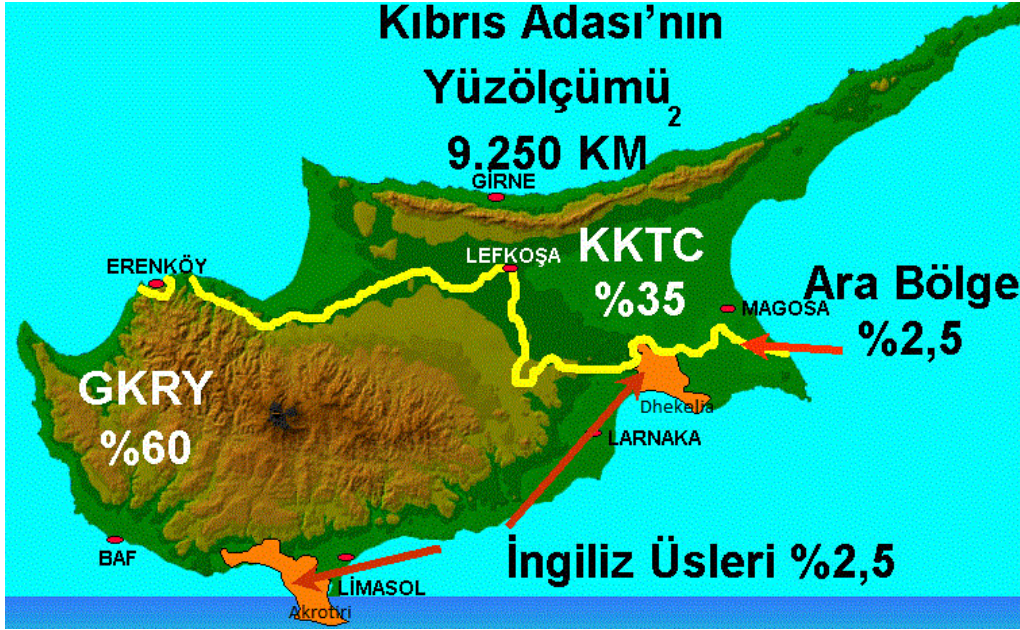 Kıbrıs Adası’nın
Yüzölçümü
2
9.250 KM
GİRNE
KKTC
%35
LEFKOŞA
ERENKÖY
Ara Bölge
%2,5
MAGOSA
GKRY
%60
Dhekelia
LARNAKA
BAF
İngiliz Üsleri %2,5
LİMASOL
Akrotiri